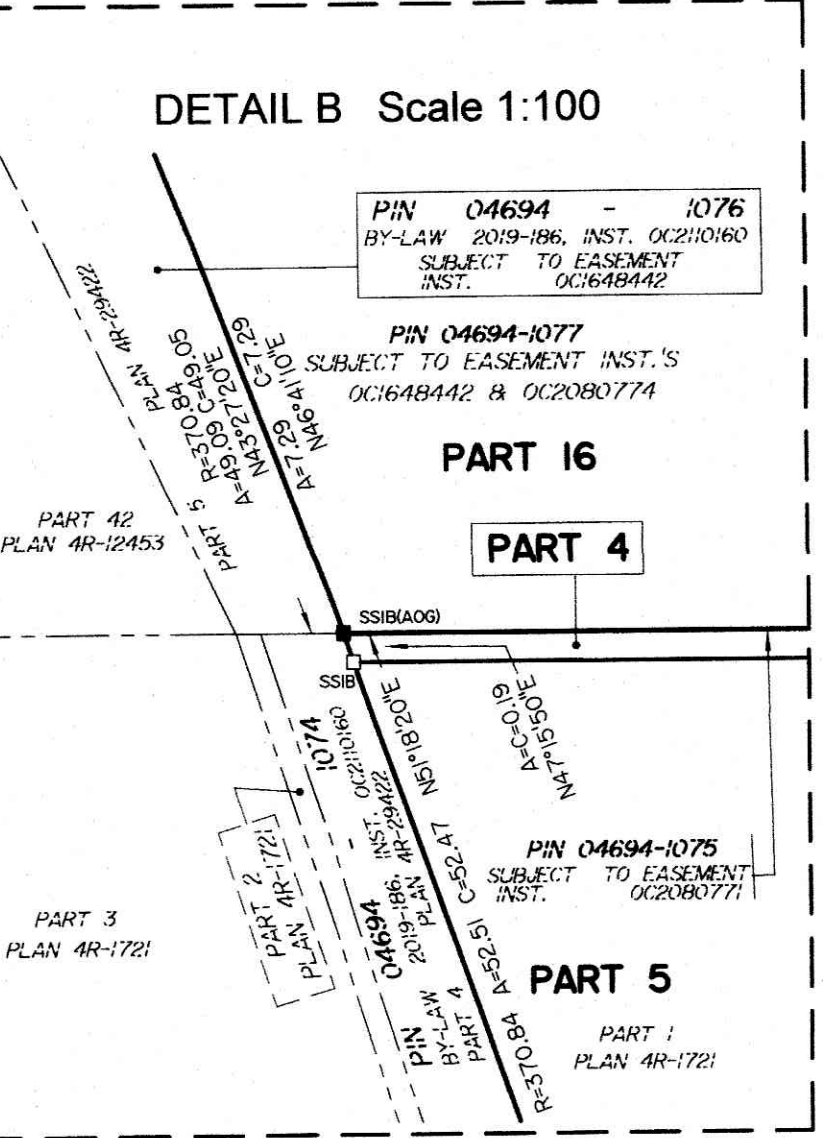 DETAIL B Scale 1:100
PIN 04694 - 1076
BY-LAW 2019-186, INST. OC2110160
SUBJECT TO EASEMENT
INST. OC1648442
PLAN 4R-29422
PART 5 R=370.84
A=49.09 C=49.05
N43°27'20"E
A=7.29 C=7.29
N46°41'10"E
PIN 04694-1077
SUBJECT TO EASEMENT INST.'S
OC1648442 & OC2080774
PART 16
PART 42
PLAN 4R-12453
PART 4
SSIB(AOG)
SSIB
N51°18'20"E
A=C=0.19
N47°15'50"E
PIN 04694 - 1074
BY-LAW 2019-186, INST. OC2110160
PART 4 PLAN 4R-29422
PART 2
PLAN 4R-1721
R=370.84 A=52.51 C=52.47
PIN 04694-1075
SUBJECT TO EASEMENT
INST. OC2080771
PART 3
PLAN 4R-1721
PART 5
PART 1
PLAN 4R-1721